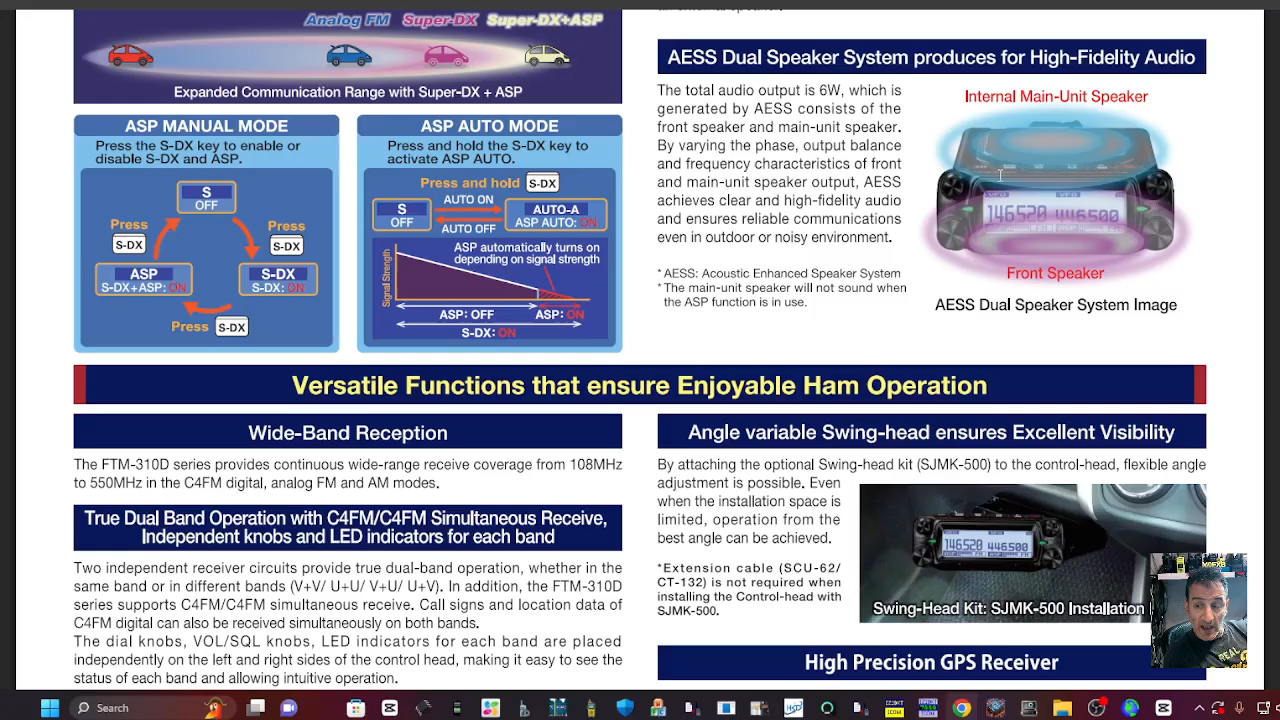 Analog FM Super-DX Super-DX+ASP
Expanded Communication Range with Super-DX + ASP
ASP MANUAL MODE
Press the S-DX key to enable or
disable S-DX and ASP.
S
OFF
Press
S-DX
Press
S-DX
ASP
S-DX+ASP: ON
S-DX
S-DX: ON
Press S-DX
ASP AUTO MODE
Press and hold the S-DX key to
activate ASP AUTO.
Press and hold S-DX
S
OFF
AUTO ON
AUTO OFF
AUTO-A
ASP AUTO: ON
ASP automatically turns on
depending on signal strength
Signal Strength
ASP: OFF
ASP: ON
S-DX: ON
AESS Dual Speaker System produces for High-Fidelity Audio
The total audio output is 6W, which is
generated by AESS consists of the
front speaker and main-unit speaker.
By varying the phase, output balance
and frequency characteristics of front
and main-unit speaker output, AESS
achieves clear and high-fidelity audio
and ensures reliable communications
even in outdoor or noisy environment.
* AESS: Acoustic Enhanced Speaker System
* The main-unit speaker will not sound when
the ASP function is in use.
Internal Main-Unit Speaker
VFO VFO
146520 446500
Front Speaker
AESS Dual Speaker System Image
Versatile Functions that ensure Enjoyable Ham Operation
Wide-Band Reception
The FTM-310D series provides continuous wide-range receive coverage from 108MHz
to 550MHz in the C4FM digital, analog FM and AM modes.
True Dual Band Operation with C4FM/C4FM Simultaneous Receive,
Independent knobs and LED indicators for each band
Two independent receiver circuits provide true dual-band operation, whether in the
same band or in different bands (V+V/ U+U/ V+U/ U+V). In addition, the FTM-310D
series supports C4FM/C4FM simultaneous receive. Call signs and location data of
C4FM digital can also be received simultaneously on both bands.
The dial knobs, VOL/SQL knobs, LED indicators for each band are placed
independently on the left and right sides of the control head, making it easy to see the
status of each band and allowing intuitive operation.
Angle variable Swing-head ensures Excellent Visibility
By attaching the optional Swing-head kit (SJMK-500) to the control-head, flexible angle
adjustment is possible. Even
when the installation space is
limited, operation from the
best angle can be achieved.
*Extension cable (SCU-62/
CT-132) is not required when
installing the Control-head with
SJMK-500.
146520 446500
Swing-Head Kit: SJMK-500 Installation
M0FXB
High Precision GPS Receiver
Search